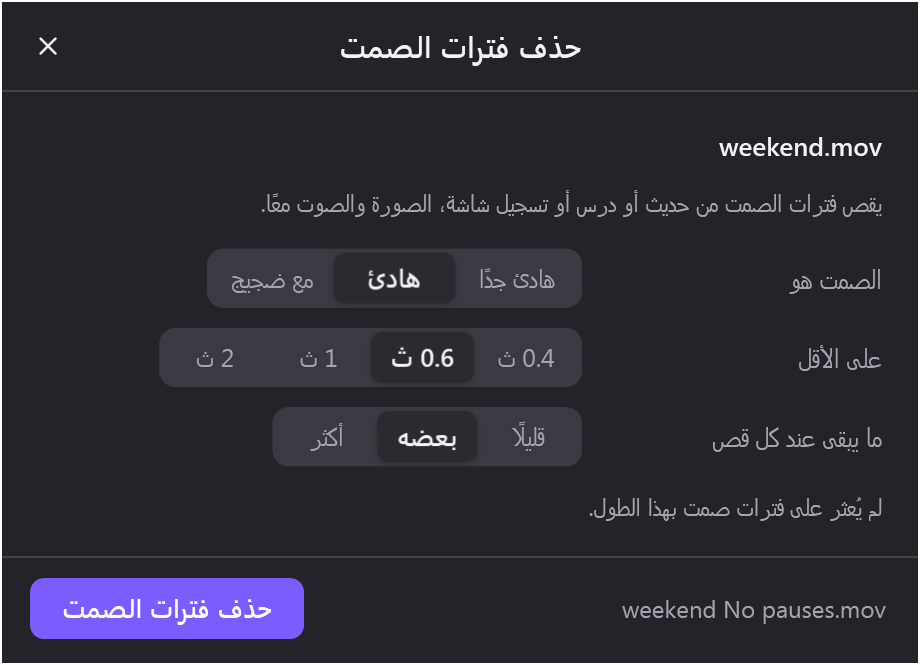 حذف فترات الصمت
weekend.mov
يقص فترات الصمت من حديث أو درس أو تسجيل شاشة، الصورة والصوت معًا.
الصمت هو هادئ جدًا هادئ مع ضجيج
على الأقل 0.4 ث 0.6 ث 1 ث 2 ث
ما يبقى عند كل قص قليلًا بعضه أكثر
لم يُعثر على فترات صمت بهذا الطول.
weekend No pauses.mov حذف فترات الصمت